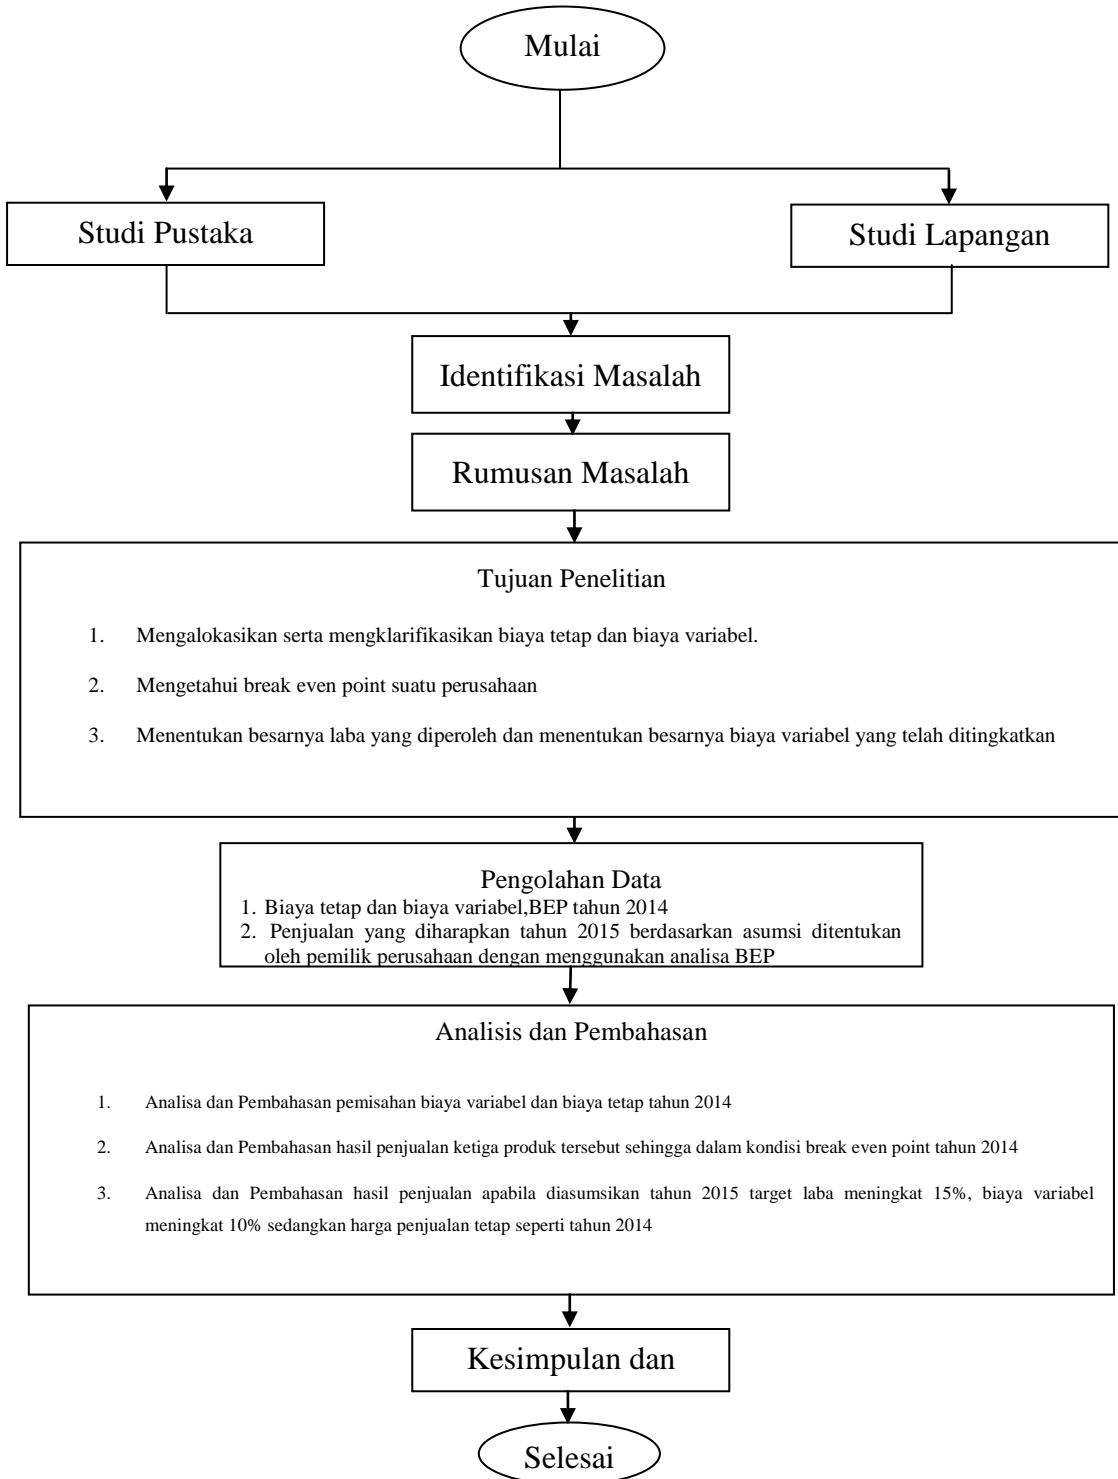 Mulai
Studi Pustaka
Studi Lapangan
Identifikasi Masalah
Rumusan Masalah
Tujuan Penelitian
1. Mengalokasikan serta mengklarifikasikan biaya tetap dan biaya variabel.
2. Mengetahui break even point suatu perusahaan
3. Menentukan besarnya laba yang diperoleh dan menentukan besarnya biaya variabel yang telah ditingkatkan
Pengolahan Data
1. Biaya tetap dan biaya variabel,BEP tahun 2014
2. Penjualan yang diharapkan tahun 2015 berdasarkan asumsi ditentukan
oleh pemilik perusahaan dengan menggunakan analisa BEP
Analisis dan Pembahasan
1. Analisa dan Pembahasan pemisahan biaya variabel dan biaya tetap tahun 2014
2. Analisa dan Pembahasan hasil penjualan ketiga produk tersebut sehingga dalam kondisi break even point tahun 2014
3. Analisa dan Pembahasan hasil penjualan apabila diasumsikan tahun 2015 target laba meningkat 15%, biaya variabel
meningkat 10% sedangkan harga penjualan tetap seperti tahun 2014
Kesimpulan dan
Selesai